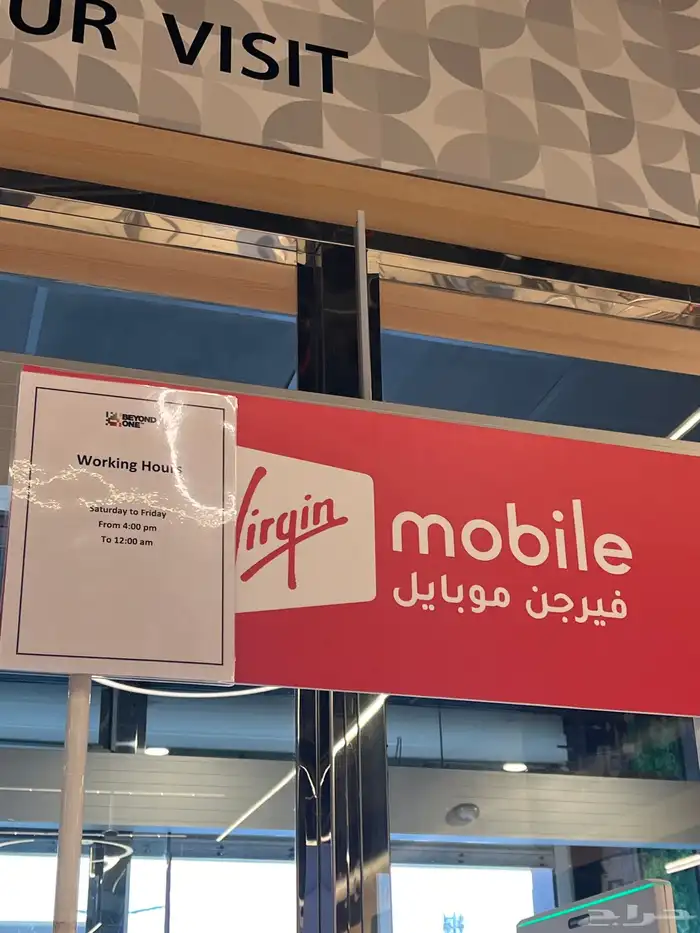 UR VISIT
BEYOND
ONE
Working Hours
Saturday to Friday
From 4:00 pm
To 12:00 am
Virgin
mobile
فيرجن موبايل
حراج